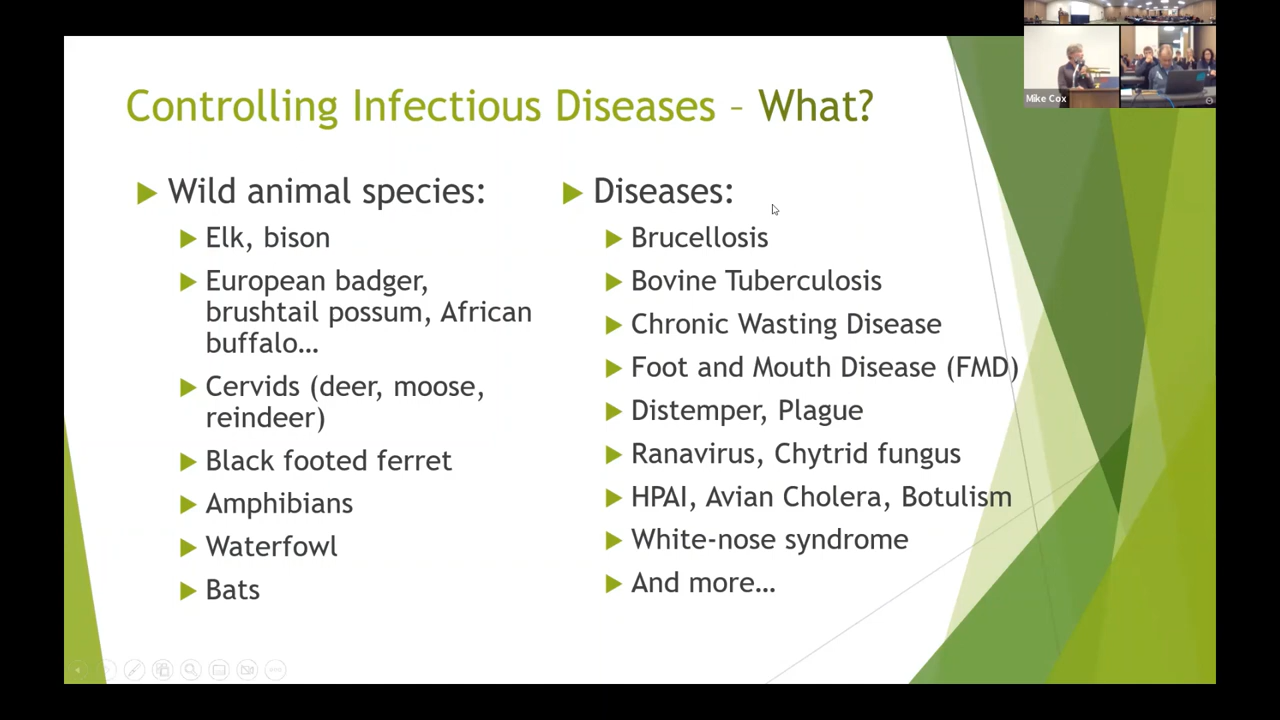 Controlling Infectious Diseases – What?
Wild animal species:
Elk, bison
European badger,
brushtail possum, African
buffalo…
Cervids (deer, moose,
reindeer)
Black footed ferret
Amphibians
Waterfowl
Bats
Diseases:
Brucellosis
Bovine Tuberculosis
Chronic Wasting Disease
Foot and Mouth Disease (FMD)
Distemper, Plague
Ranavirus, Chytrid fungus
HPAI, Avian Cholera, Botulism
White-nose syndrome
And more…
Mike Cox